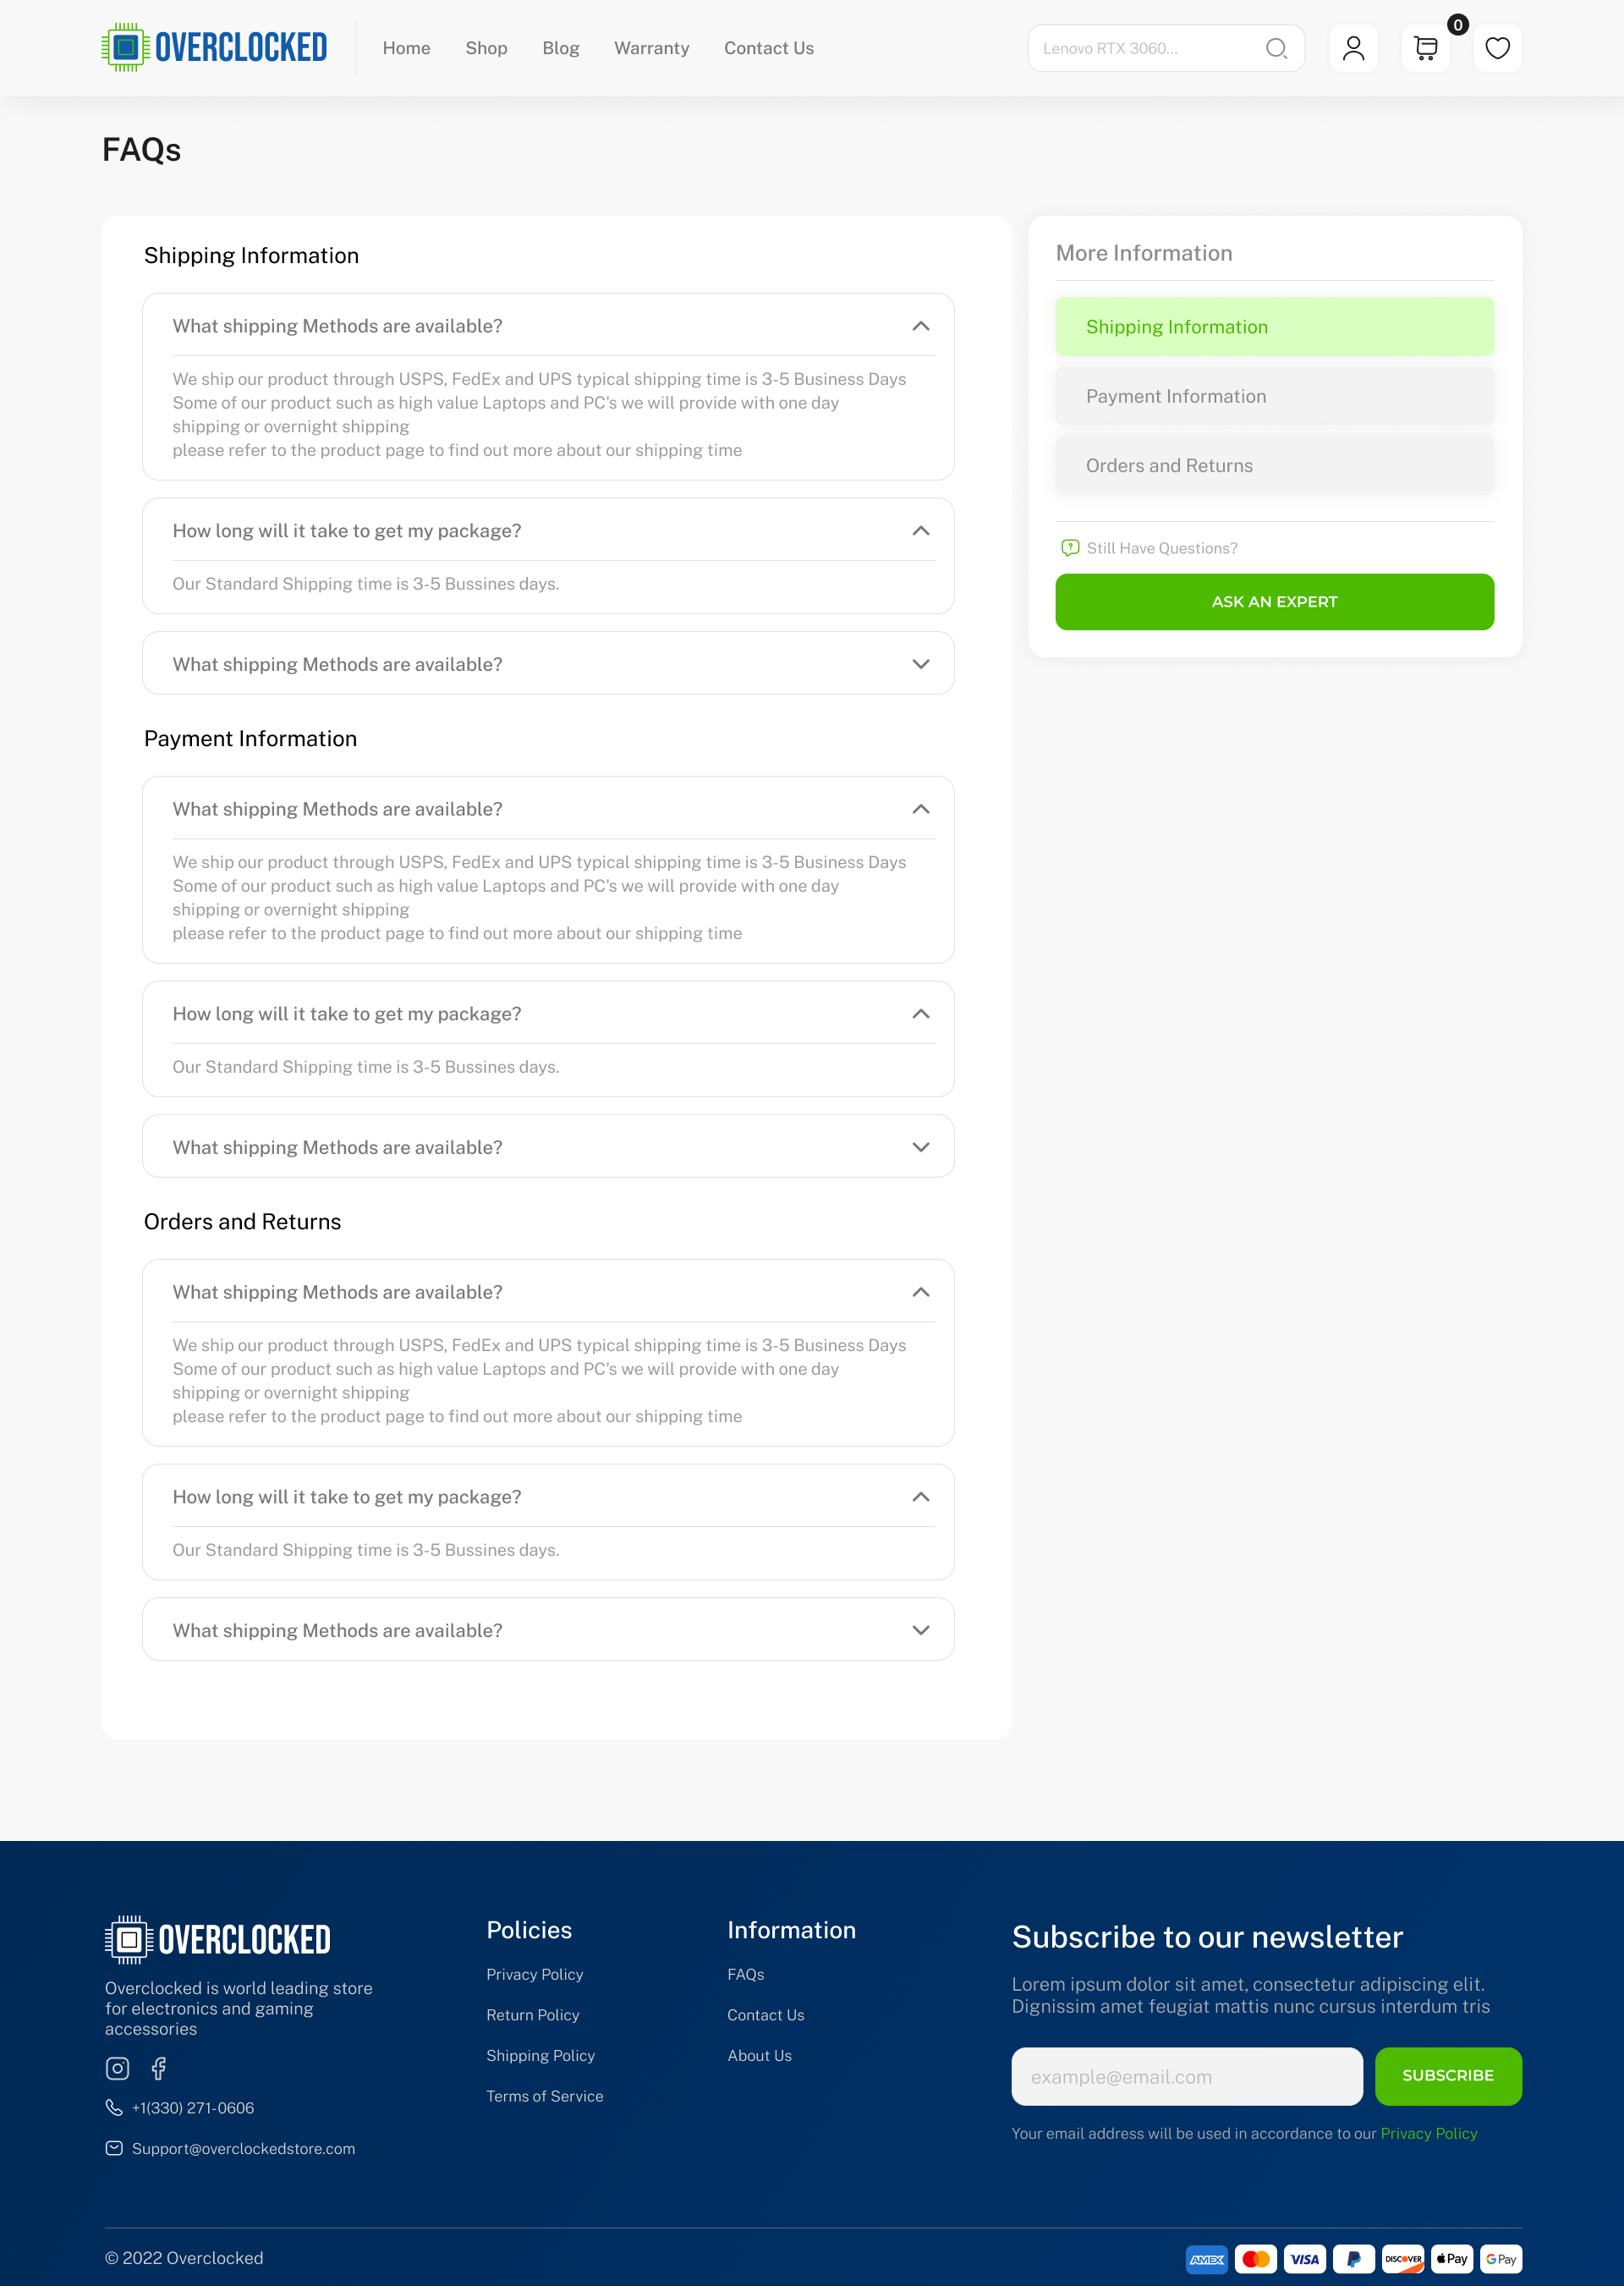 OVERCLOCKED
Home Shop Blog Warranty Contact Us
Lenovo RTX 3060...
0
FAQs
Shipping Information
What shipping Methods are available?
We ship our product through USPS, FedEx and UPS typical shipping time is 3-5 Business Days
Some of our product such as high value Laptops and PC's we will provide with one day
shipping or overnight shipping
please refer to the product page to find out more about our shipping time
How long will it take to get my package?
Our Standard Shipping time is 3-5 Bussines days.
What shipping Methods are available?
Payment Information
What shipping Methods are available?
We ship our product through USPS, FedEx and UPS typical shipping time is 3-5 Business Days
Some of our product such as high value Laptops and PC's we will provide with one day
shipping or overnight shipping
please refer to the product page to find out more about our shipping time
How long will it take to get my package?
Our Standard Shipping time is 3-5 Bussines days.
What shipping Methods are available?
Orders and Returns
What shipping Methods are available?
We ship our product through USPS, FedEx and UPS typical shipping time is 3-5 Business Days
Some of our product such as high value Laptops and PC's we will provide with one day
shipping or overnight shipping
please refer to the product page to find out more about our shipping time
How long will it take to get my package?
Our Standard Shipping time is 3-5 Bussines days.
What shipping Methods are available?
More Information
Shipping Information
Payment Information
Orders and Returns
Still Have Questions?
ASK AN EXPERT
OVERCLOCKED
Overclocked is world leading store
for electronics and gaming
accessories
+1(330) 271-0606
Support@overclockedstore.com
Policies
Privacy Policy
Return Policy
Shipping Policy
Terms of Service
Information
FAQs
Contact Us
About Us
Subscribe to our newsletter
Lorem ipsum dolor sit amet, consectetur adipiscing elit.
Dignissim amet feugiat mattis nunc cursus interdum tris
example@email.com
SUBSCRIBE
Your email address will be used in accordance to our Privacy Policy
© 2022 Overclocked
AMEX VISA DISCOVER Pay G Pay